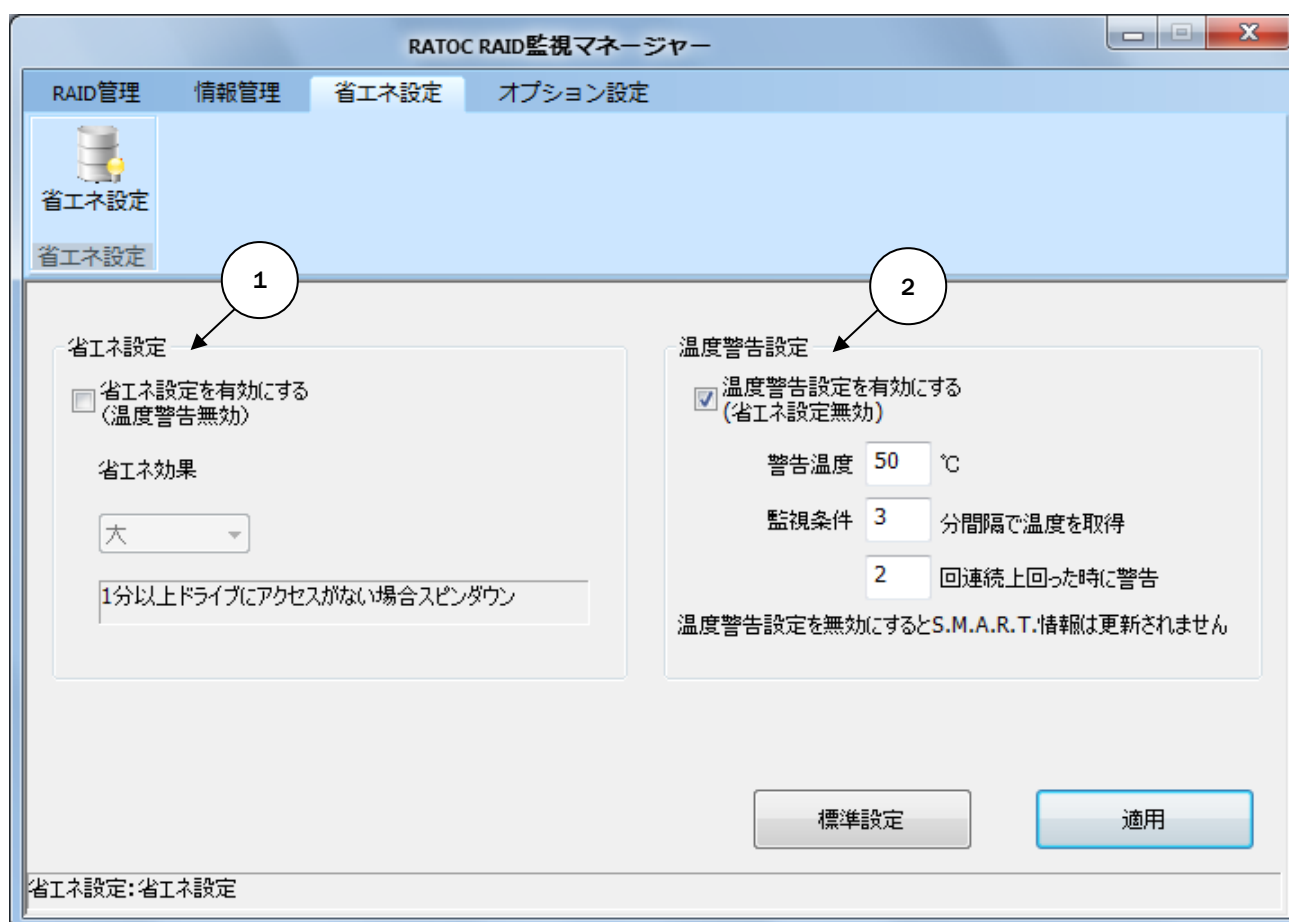 RATOC RAID監視マネージャー
RAID管理 情報管理 省エネ設定 オプション設定
省エネ設定
省エネ設定
1
2
省エネ設定
省エネ設定を有効にする
(温度警告無効)
省エネ効果
大
1分以上ドライブにアクセスがない場合スピンダウン
温度警告設定
温度警告設定を有効にする
(省エネ設定無効)
警告温度 50 ℃
監視条件 3 分間隔で温度を取得
2 回連続上回った時に警告
温度警告設定を無効にするとS.M.A.R.T.情報は更新されません
標準設定 適用
省エネ設定:省エネ設定